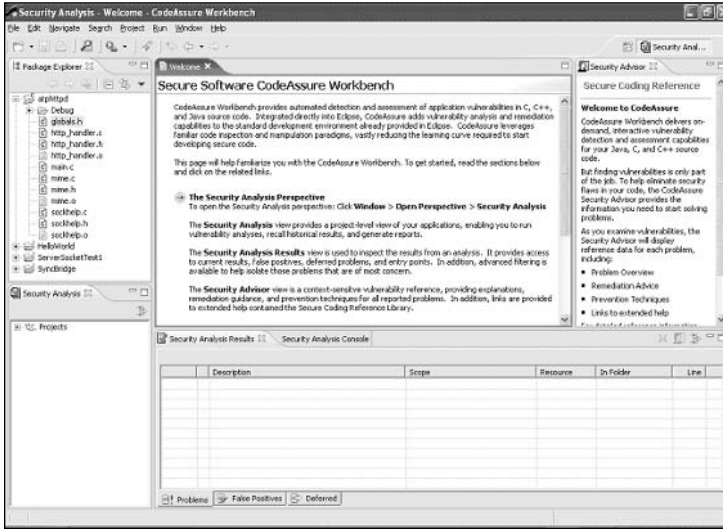 Security Analysis - Welcome - CodeAssure Workbench
File Edit Navigate Search Project Run Window Help
Security Anal...
Package Explorer
atphttpd
Debug
globals.h
http_handler.c
http_handler.h
http_handler.o
main.c
mime.c
mime.h
mime.o
sockhelp.c
sockhelp.h
sockhelp.o
HelloWorld
ServerSocketTest1
SyncBridge
Security Analysis
Projects
Welcome
Secure Software CodeAssure Workbench
CodeAssure Workbench provides automated detection and assessment of application vulnerabilities in C, C++,
and Java source code. Integrated directly into Eclipse, CodeAssure adds vulnerability analysis and remediation
capabilities to the standard development environment already provided in Eclipse. CodeAssure leverages
familiar code inspection and manipulation paradigms, vastly reducing the learning curve required to start
developing secure code.
This page will help familiarize you with the CodeAssure Workbench. To get started, read the sections below
and click on the related links.
The Security Analysis Perspective
To open the Security Analysis perspective: Click Window > Open Perspective > Security Analysis
The Security Analysis view provides a project-level view of your applications, enabling you to run
vulnerability analyses, recall historical results, and generate reports.
The Security Analysis Results view is used to inspect the results from an analysis. It provides access
to current results, false positives, deferred problems, and entry points. In addition, advanced filtering is
available to help isolate those problems that are of most concern.
The Security Advisor view is a context-sensitive vulnerability reference, providing explanations,
remediation guidance, and prevention techniques for all reported problems. In addition, links are provided
to extended help contained the Secure Coding Reference Library.
Security Advisor
Secure Coding Reference
Welcome to CodeAssure
CodeAssure Workbench delivers on-
demand, interactive vulnerability
detection and assessment capabilities
for your Java, C, and C++ source
code.
But finding vulnerabilities is only part
of the job. To help eliminate security
flaws in your code, the CodeAssure
Security Advisor provides the
information you need to start solving
problems.
As you examine vulnerabilities, the
Security Advisor will display
reference data for each problem,
including:
• Problem Overview
• Remediation Advice
• Prevention Techniques
• Links to extended help
For detailed reference information
Security Analysis Results
Security Analysis Console
Description Scope Resource In Folder Line
Problems False Positives Deferred